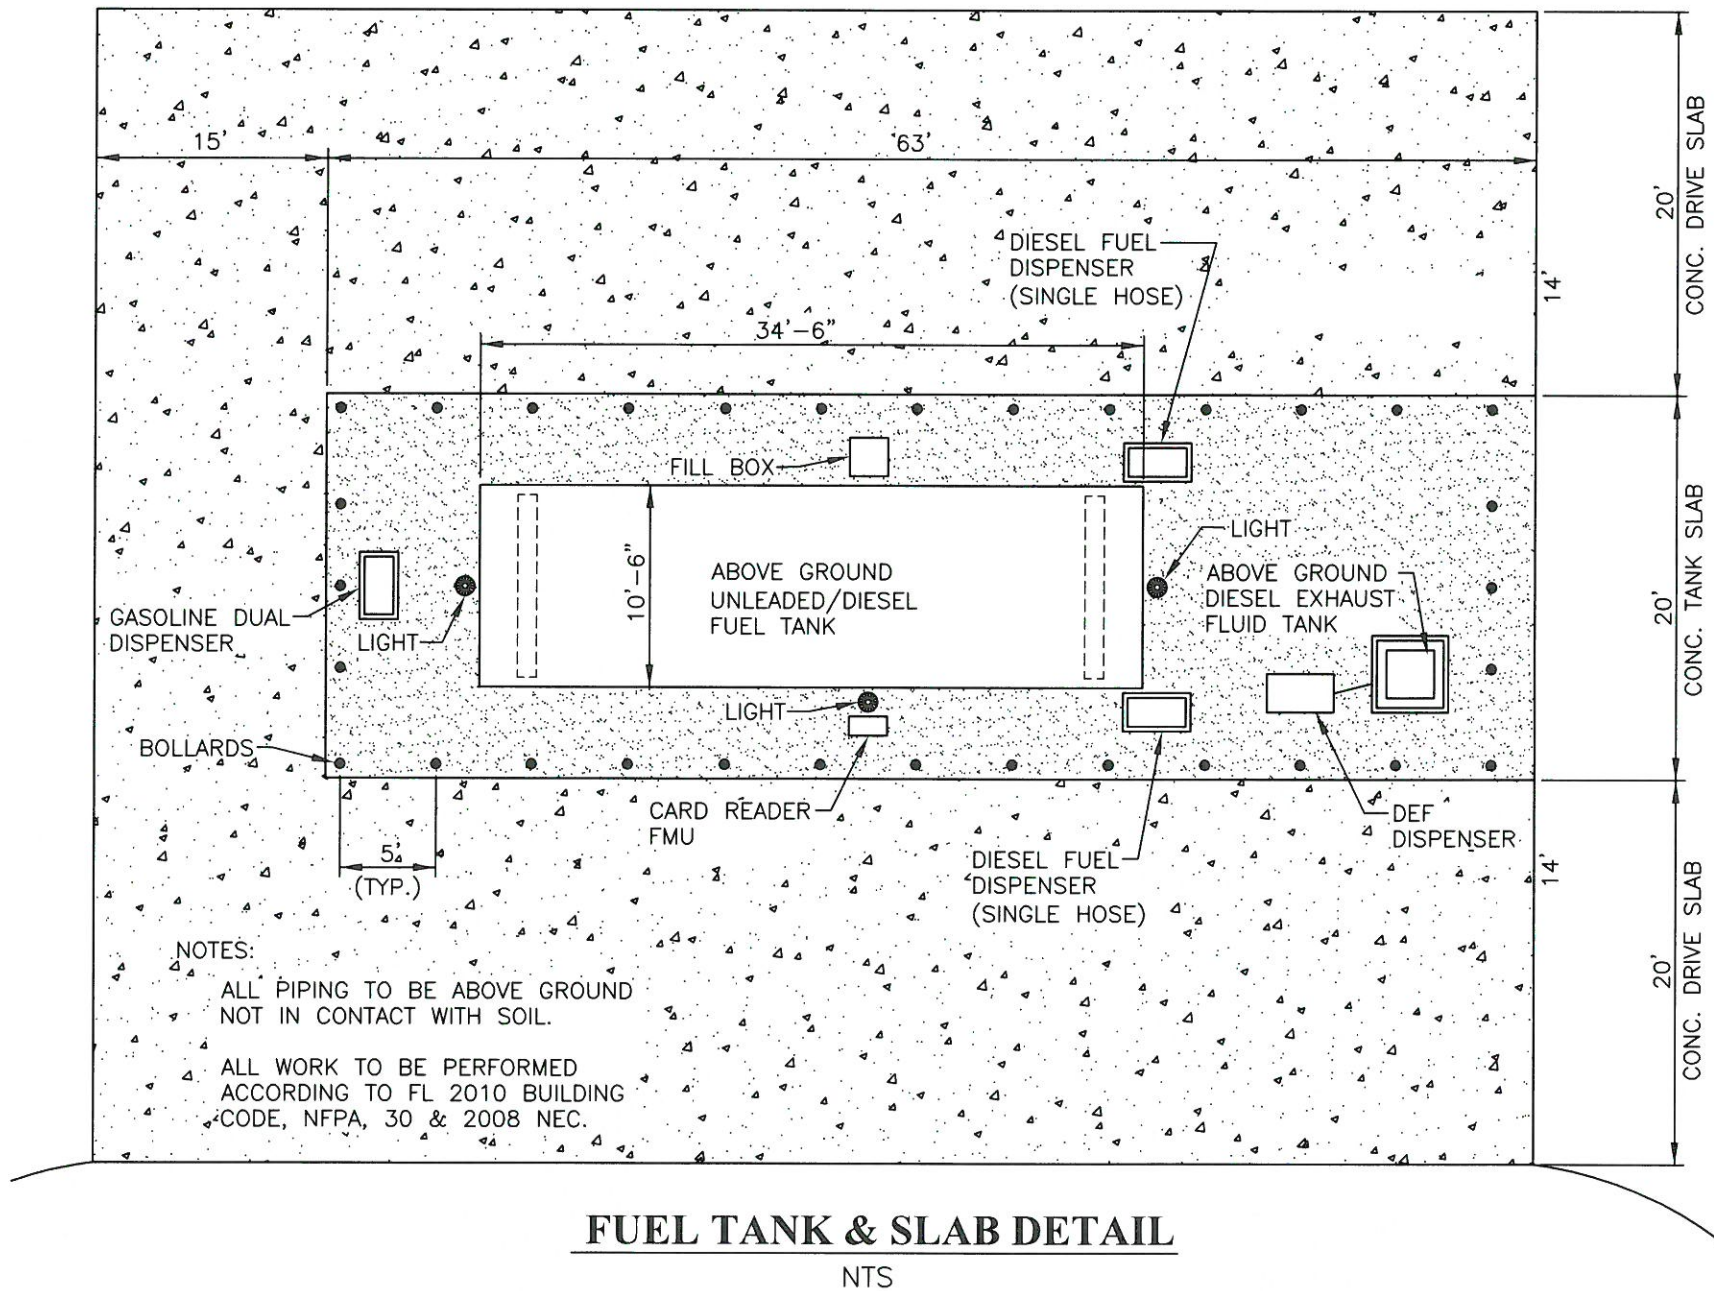 15'
63'
20'
CONC. DRIVE SLAB
14'
DIESEL FUEL
DISPENSER
(SINGLE HOSE)
34'-6"
FILL BOX
LIGHT
10'-6"
ABOVE GROUND
UNLEADED/DIESEL
FUEL TANK
ABOVE GROUND
DIESEL EXHAUST
FLUID TANK
20'
CONC. TANK SLAB
GASOLINE DUAL
DISPENSER
LIGHT
LIGHT
BOLLARDS
CARD READER
FMU
DEF
DISPENSER
5'
(TYP.)
DIESEL FUEL
DISPENSER
(SINGLE HOSE)
14'
20'
CONC. DRIVE SLAB
NOTES:
ALL PIPING TO BE ABOVE GROUND
NOT IN CONTACT WITH SOIL.
ALL WORK TO BE PERFORMED
ACCORDING TO FL 2010 BUILDING
CODE, NFPA, 30 & 2008 NEC.
FUEL TANK & SLAB DETAIL
NTS